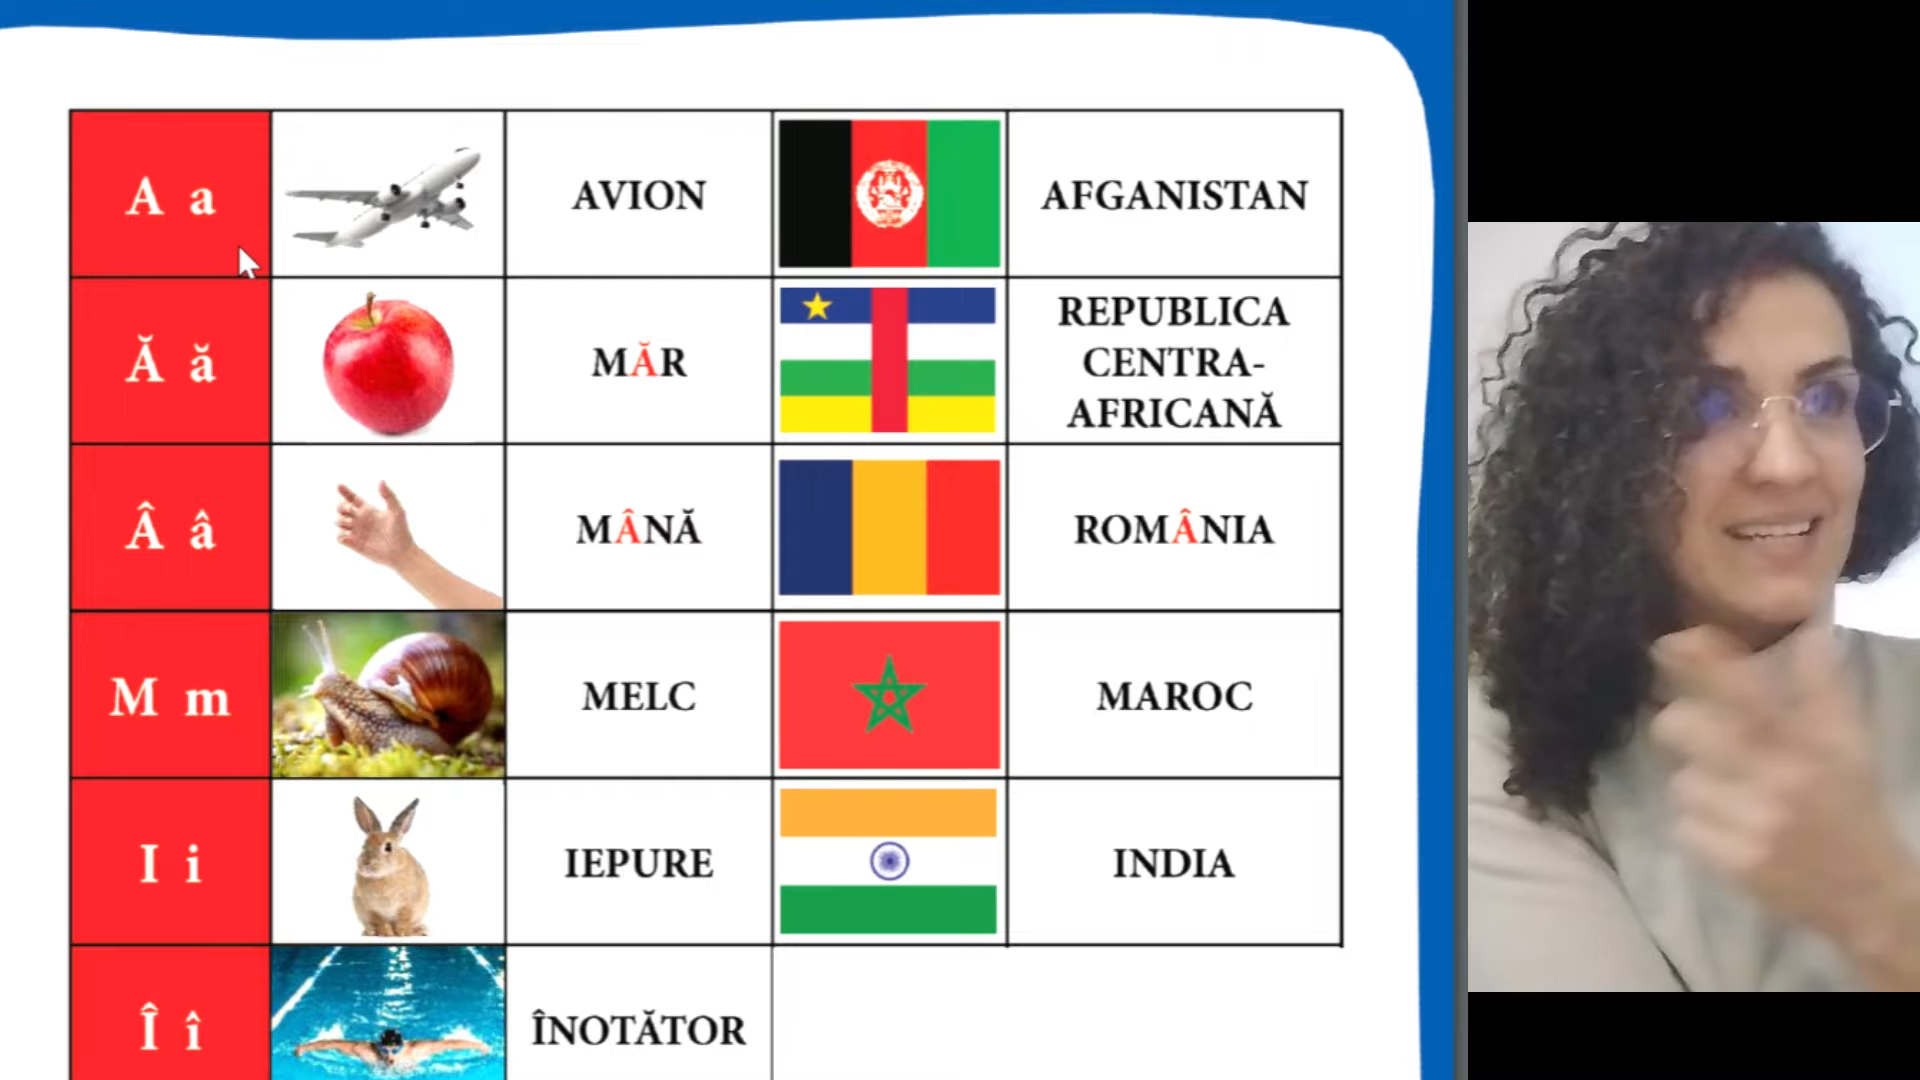 A a
AVION
AFGANISTAN
Ă ă
MĂR
REPUBLICA
CENTRA-
AFRICANĂ
Â â
MÂNĂ
ROMÂNIA
M m
MELC
MAROC
I i
IEPURE
INDIA
Î î
ÎNOTĂTOR